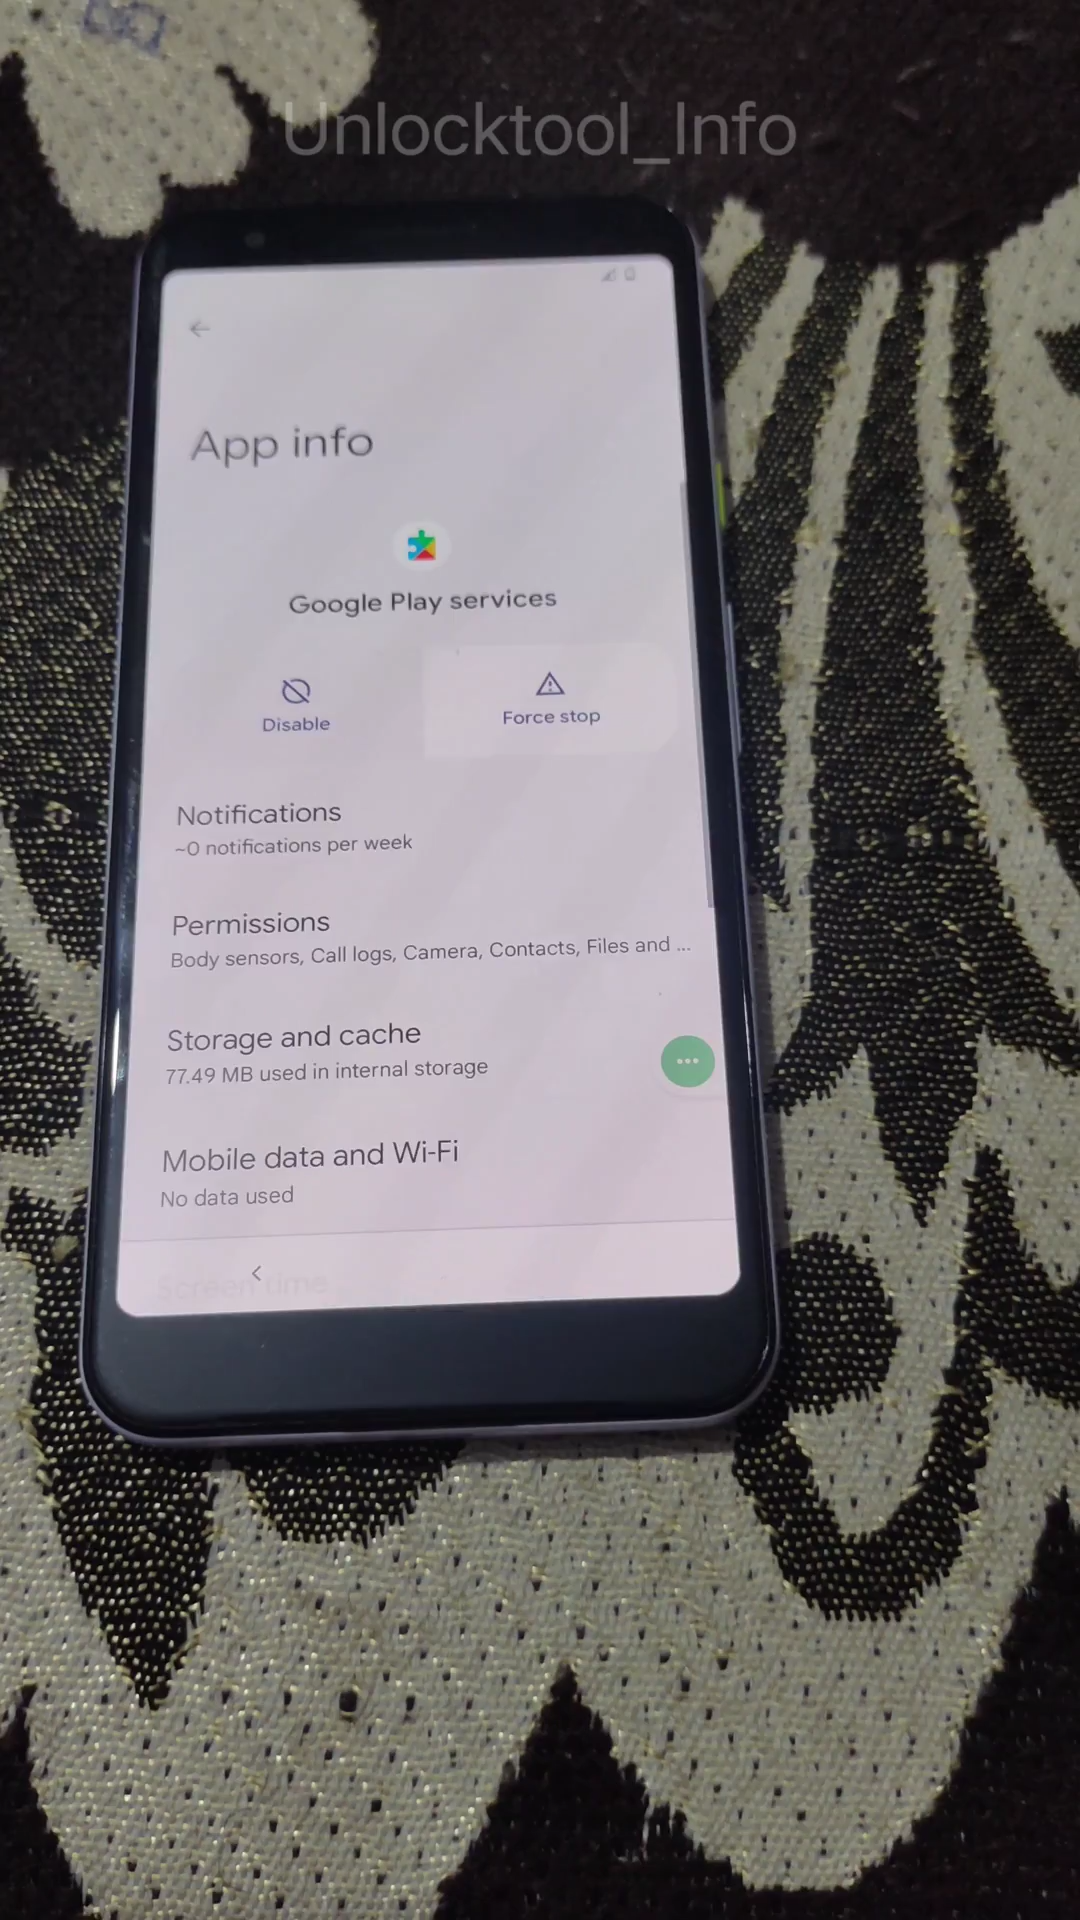 Unlocktool_Info
App info
Google Play services
Disable
Force stop
Notifications
~0 notifications per week
Permissions
Body sensors, Call logs, Camera, Contacts, Files and ...
Storage and cache
77.49 MB used in internal storage
Mobile data and Wi-Fi
No data used
Screen time